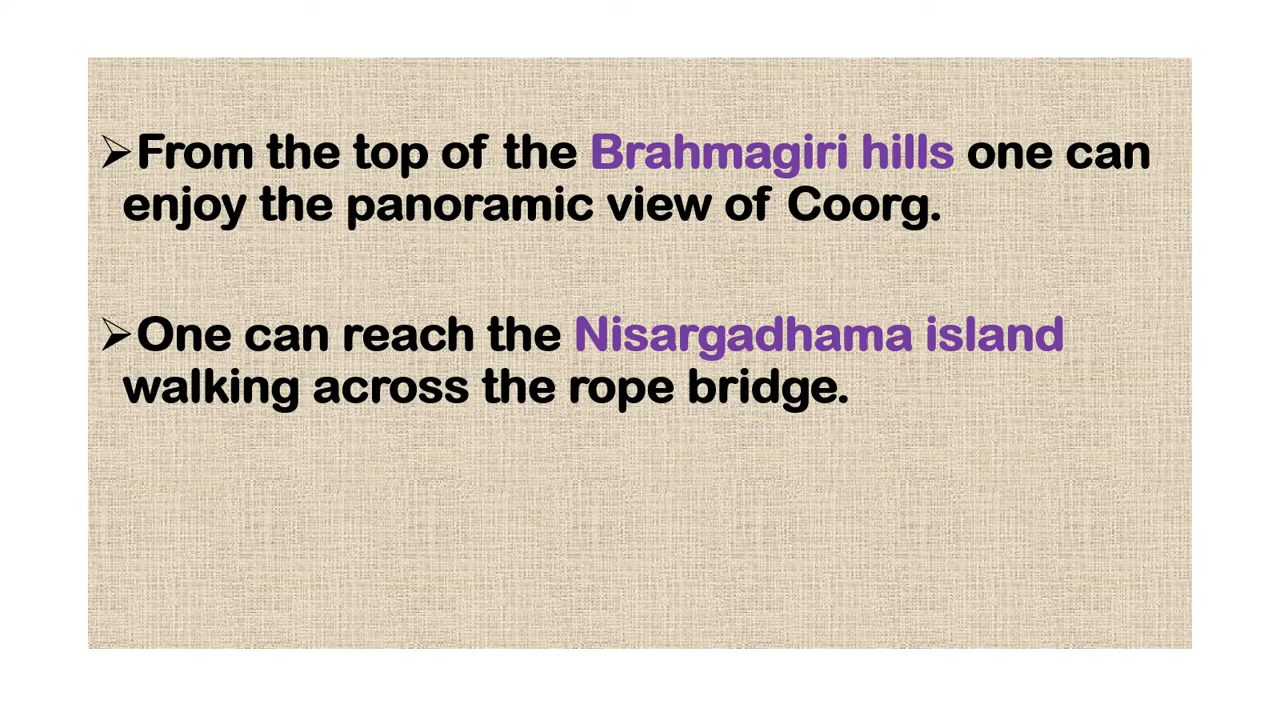 ➢From the top of the Brahmagiri hills one can
enjoy the panoramic view of Coorg.
➢One can reach the Nisargadhama island
walking across the rope bridge.